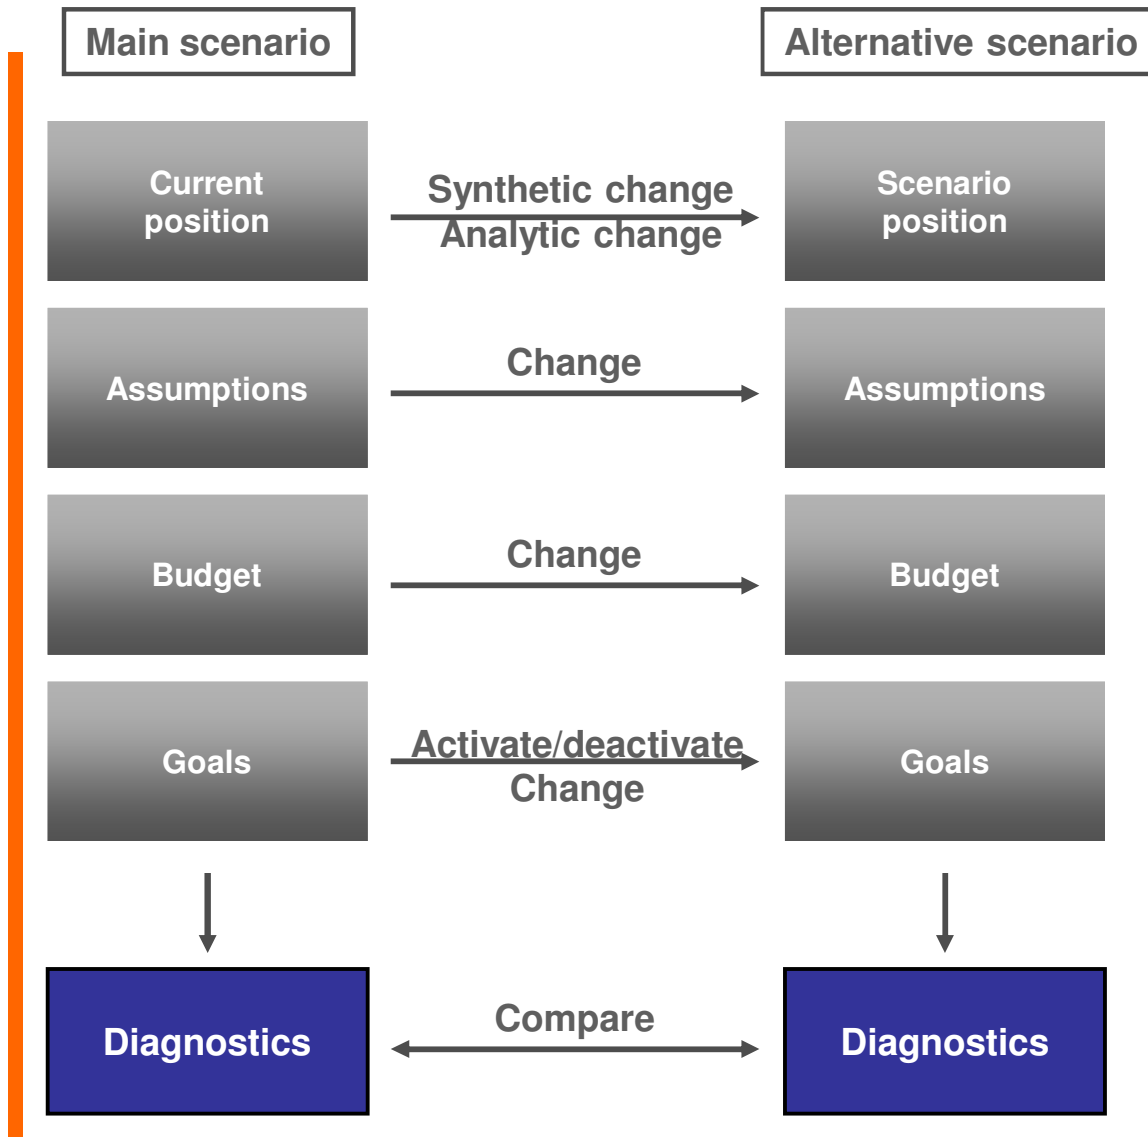 Main scenario
Alternative scenario
Current
position
Synthetic change
Analytic change
Scenario
position
Assumptions
Change
Assumptions
Budget
Change
Budget
Goals
Activate/deactivate
Change
Goals
Diagnostics
Compare
Diagnostics